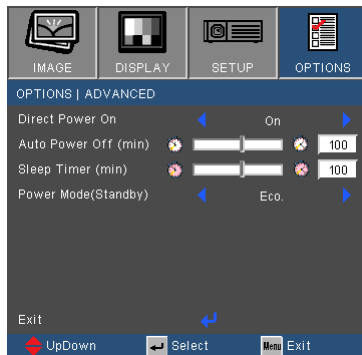 IMAGE DISPLAY SETUP OPTIONS
OPTIONS | ADVANCED
Direct Power On On
Auto Power Off (min) 100
Sleep Timer (min) 100
Power Mode(Standby) Eco.
Exit
UpDown Select Menu Exit